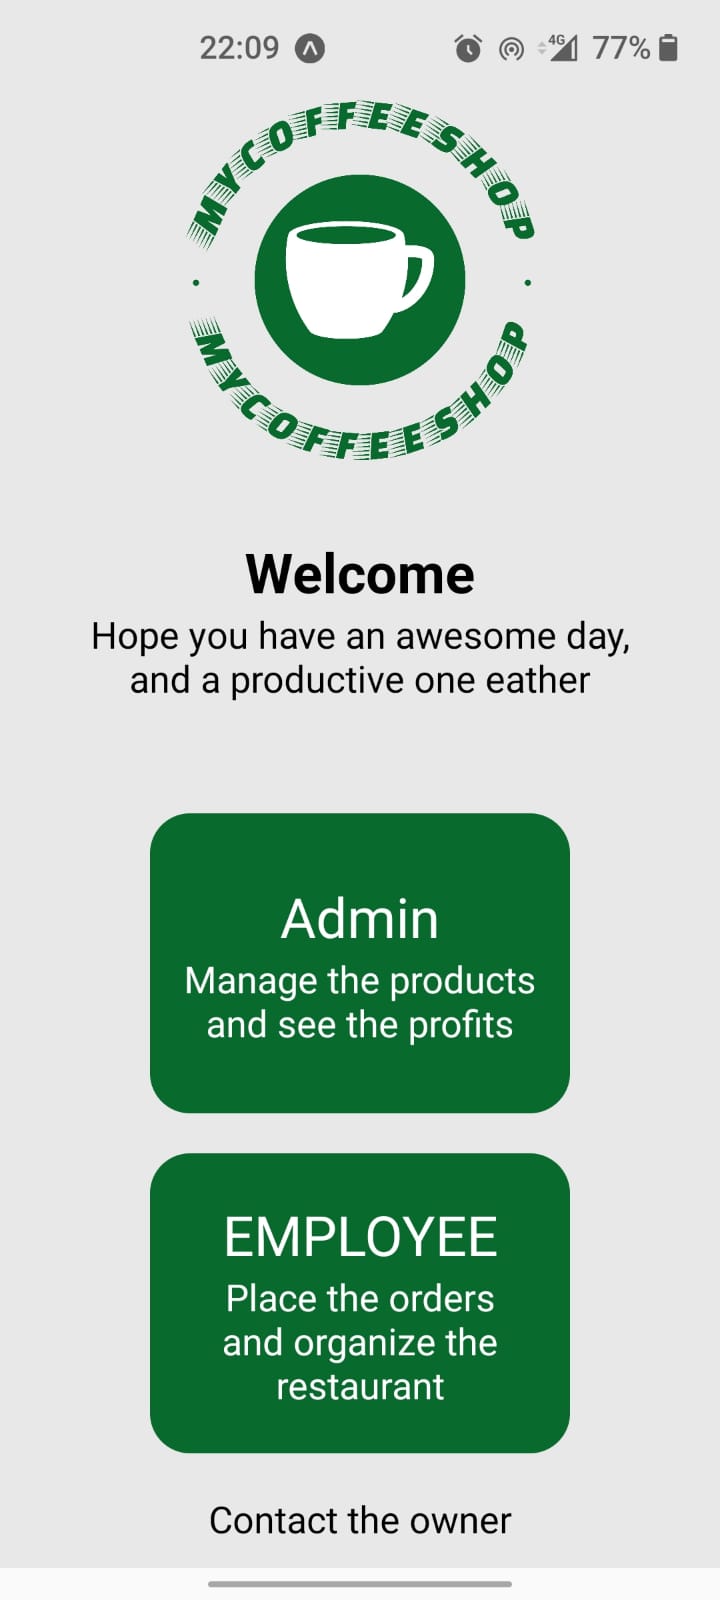 22:09
4G 77%
MYCOFFEESHOP
MYCOFFEESHOP
Welcome
Hope you have an awesome day,
and a productive one eather
Admin
Manage the products
and see the profits
EMPLOYEE
Place the orders
and organize the
restaurant
Contact the owner